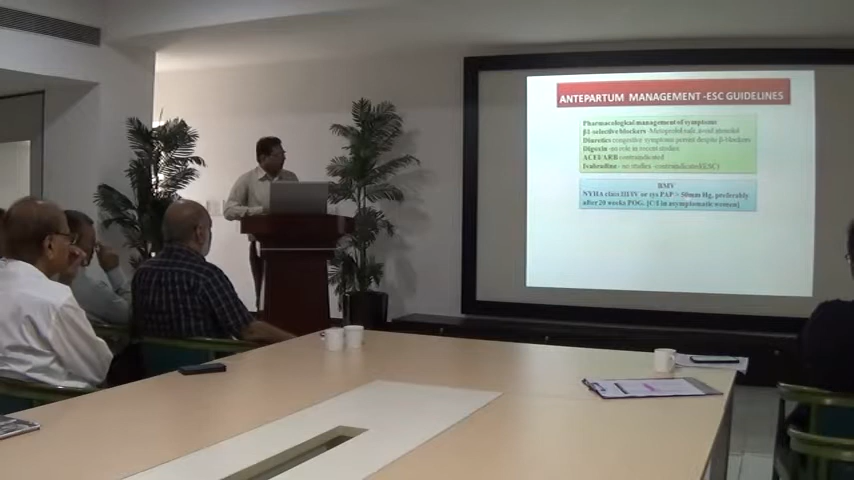 ANTEPARTUM MANAGEMENT -ESC GUIDELINES
Pharmacological management of symptoms
β1-Selective blockers -Metoprolol safe, avoid atenolol
Diuretics congestive symptoms persist despite β-blockers
Digoxin -no role in recent studies
ACEI/ARB contraindicated
Ivabradine - no studies contraindicated(ESC)
BMV
NYHA class III/IV or sys PAP > 50mm Hg, preferably
after 20 weeks POG. [C/I in asymptomatic women]